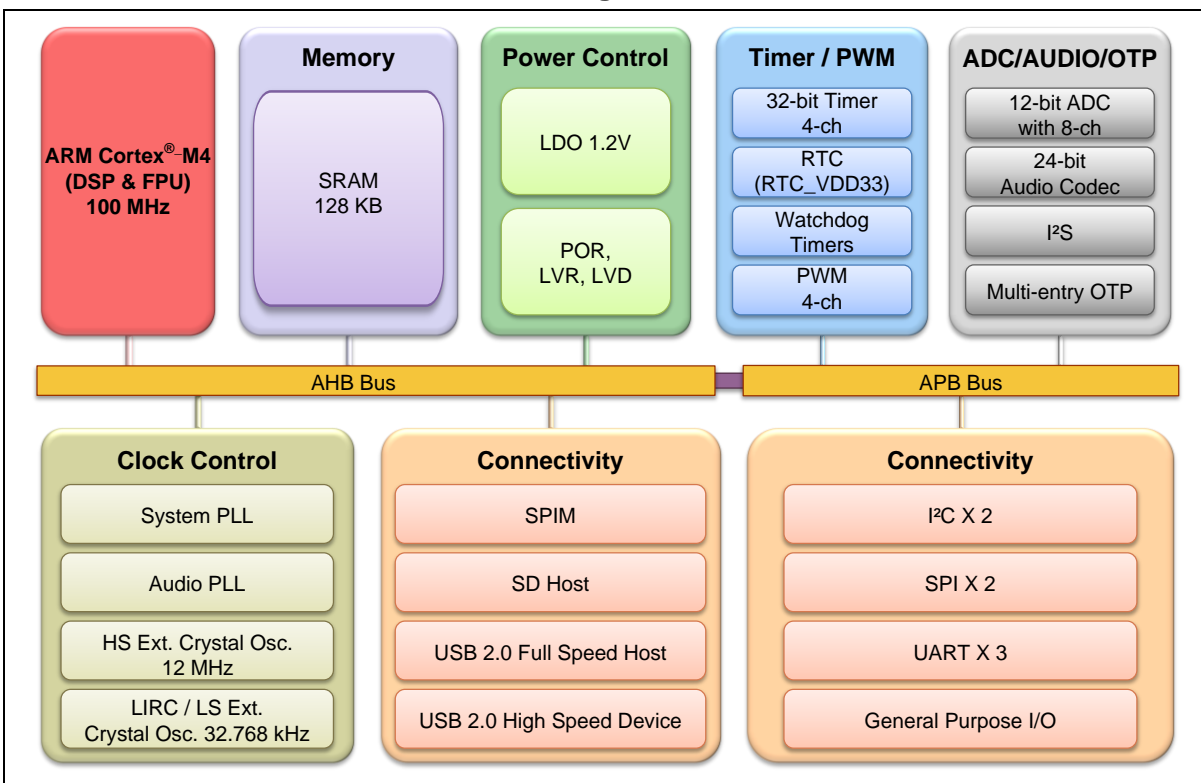 ARM Cortex®-M4
(DSP & FPU)
100 MHz
Memory
SRAM
128 KB
Power Control
LDO 1.2V
POR,
LVR, LVD
Timer / PWM
32-bit Timer
4-ch
RTC
(RTC_VDD33)
Watchdog
Timers
PWM
4-ch
ADC/AUDIO/OTP
12-bit ADC
with 8-ch
24-bit
Audio Codec
I²S
Multi-entry OTP
AHB Bus
APB Bus
Clock Control
System PLL
Audio PLL
HS Ext. Crystal Osc.
12 MHz
LIRC / LS Ext.
Crystal Osc. 32.768 kHz
Connectivity
SPIM
SD Host
USB 2.0 Full Speed Host
USB 2.0 High Speed Device
Connectivity
I²C X 2
SPI X 2
UART X 3
General Purpose I/O